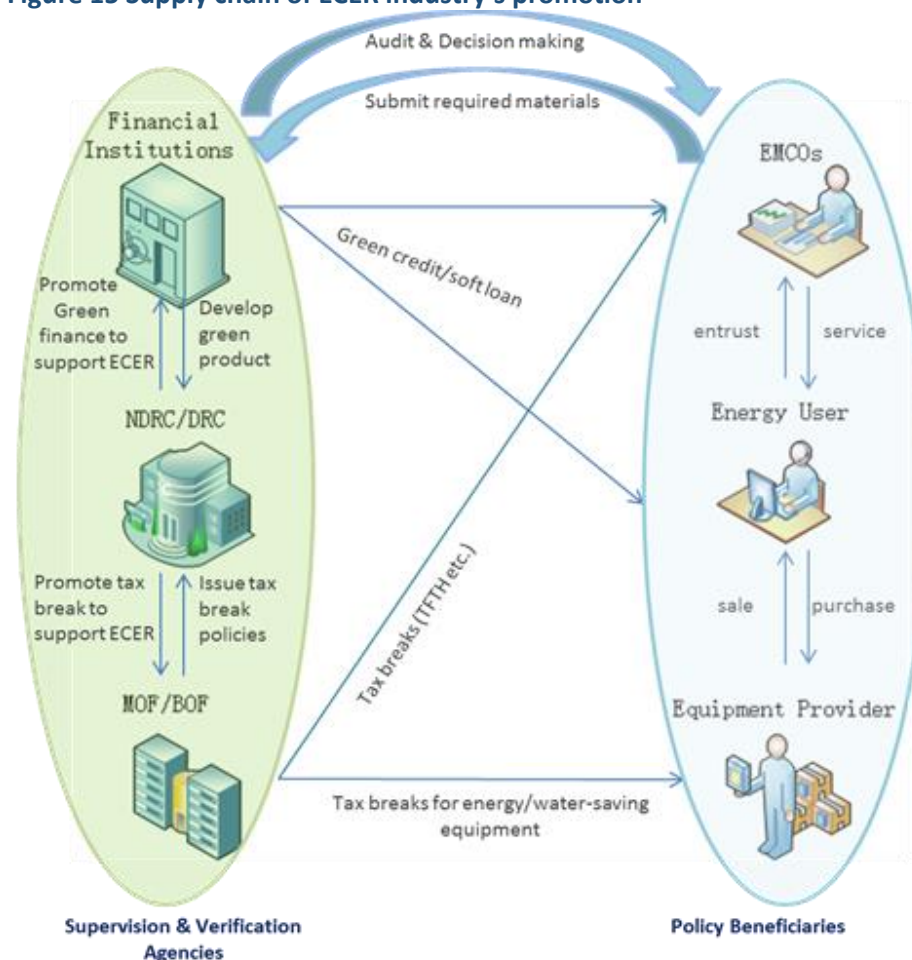 Figure 15 Supply chain of ECER industry's promotion
Audit & Decision making
Submit required materials
Financial
Institutions
EMCOs
Green credit/soft loan
Promote
Green
finance to
support ECER
Develop
green
product
entrust
service
NDRC/DRC
Energy User
Promote tax
break to
support ECER
Issue tax
break
policies
Tax breaks (TFTH etc.)
sale
purchase
MOF/BOF
Equipment Provider
Tax breaks for energy/water-saving
equipment
Supervision & Verification
Agencies
Policy Beneficiaries